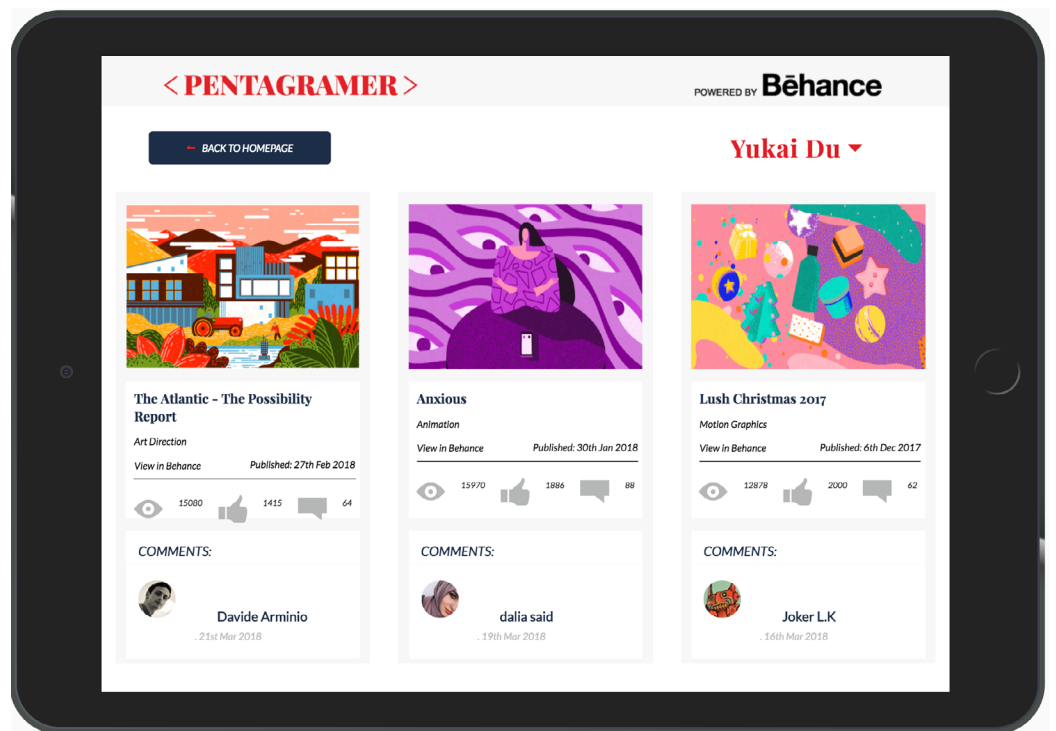 < PENTAGRAMER >
POWERED BY Bēhance
← BACK TO HOMEPAGE
Yukai Du
The Atlantic - The Possibility
Report
Art Direction
View in Behance Published: 27th Feb 2018
15080 1415 64
COMMENTS:
Davide Arminio
. 21st Mar 2018
Anxious
Animation
View in Behance Published: 30th Jan 2018
15970 1886 88
COMMENTS:
dalia said
. 19th Mar 2018
Lush Christmas 2017
Motion Graphics
View in Behance Published: 6th Dec 2017
12878 2000 62
COMMENTS:
Joker L.K
. 16th Mar 2018